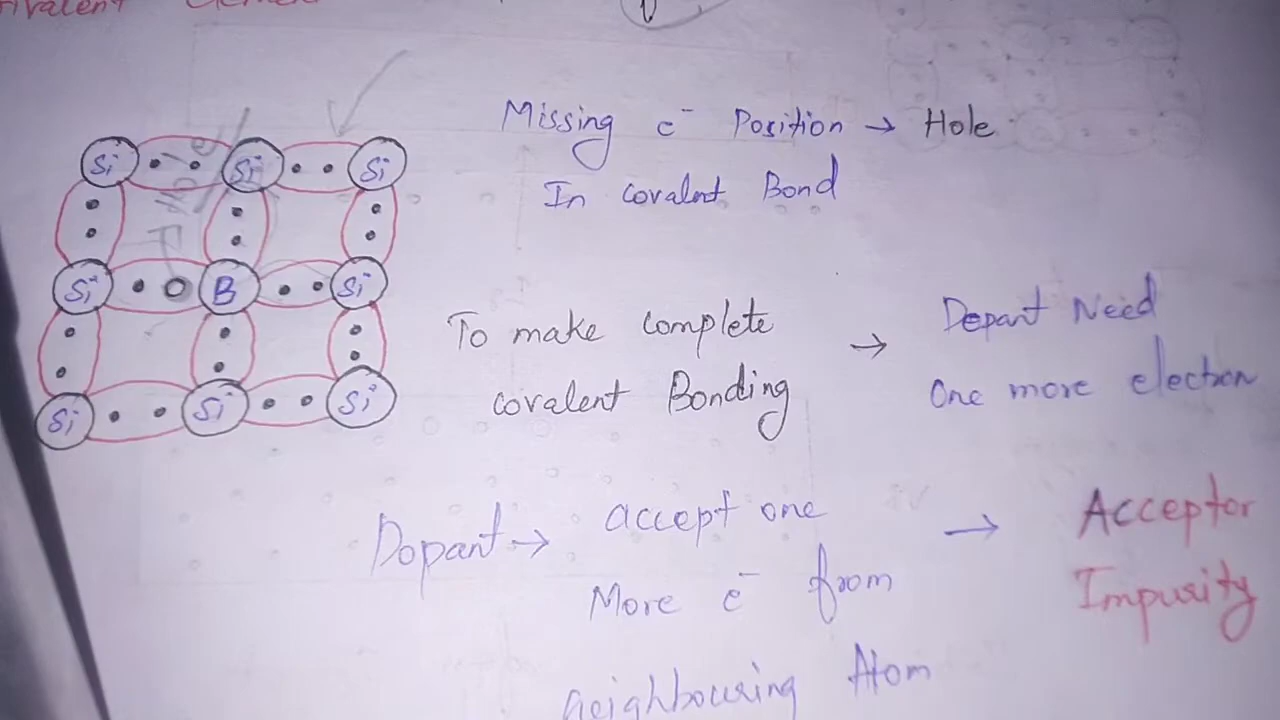 Si Si Si
Si B Si
Si Si Si
Missing e⁻ Position → Hole
In covalent Bond
To make complete
covalent Bonding
→ Depart Need
One more electron
Dopant → accept one
More e⁻ from
neighbouring Atom
→ Acceptor
Impurity